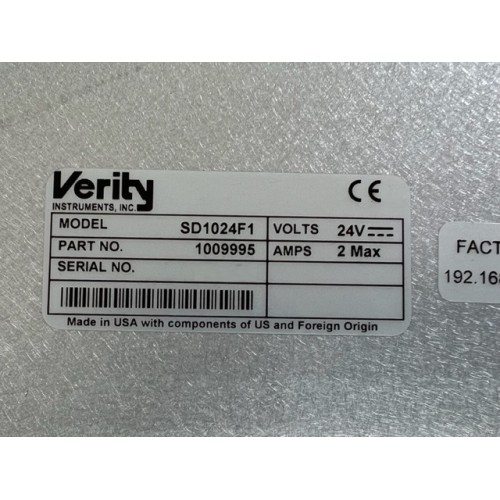 Verity
INSTRUMENTS, INC.
CE
MODEL SD1024F1 VOLTS 24V
PART NO. 1009995 AMPS 2 Max
SERIAL NO.
Made in USA with components of US and Foreign Origin
FACT
192.168